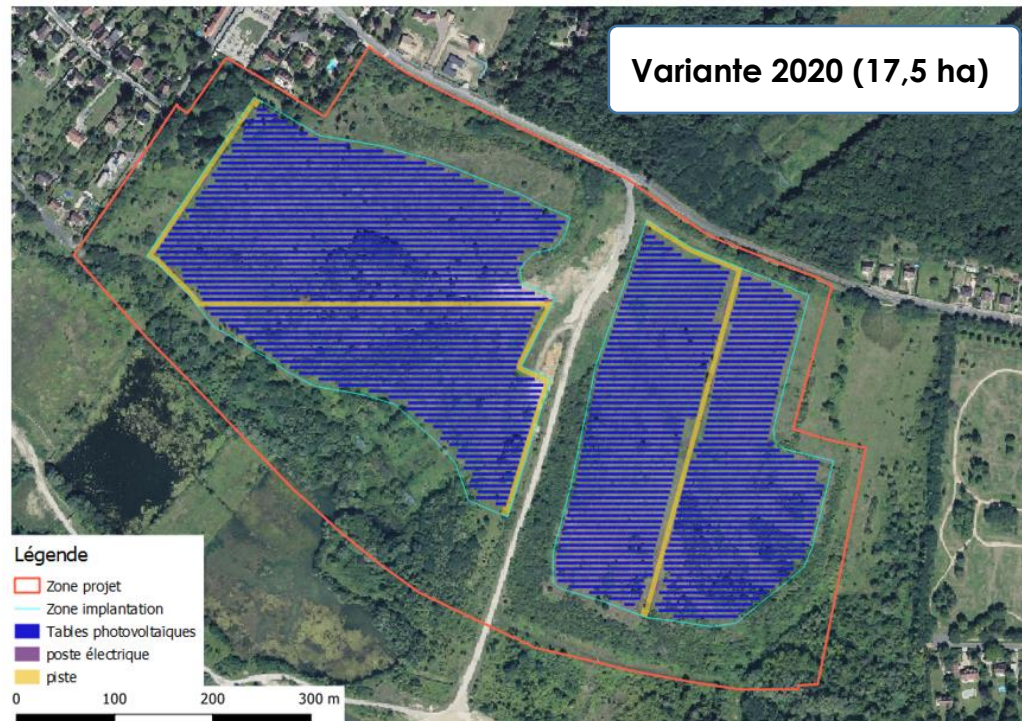 Variante 2020 (17,5 ha)
Légende
Zone projet
Zone implantation
Tables photovoltaïques
poste électrique
piste
0 100 200 300 m